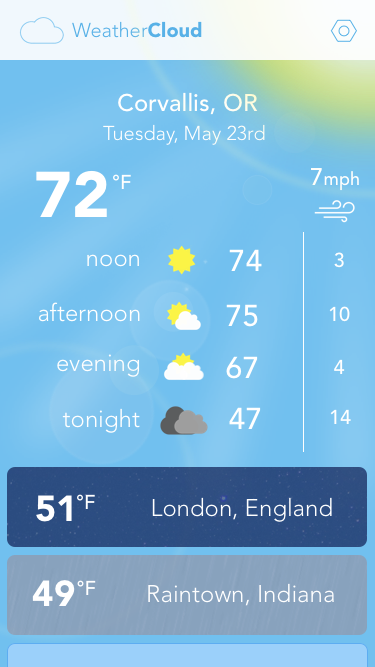 WeatherCloud
Corvallis, OR
Tuesday, May 23rd
72 °F 7mph
noon 74 3
afternoon 75 10
evening 67 4
tonight 47 14
51°F London, England
49°F Raintown, Indiana